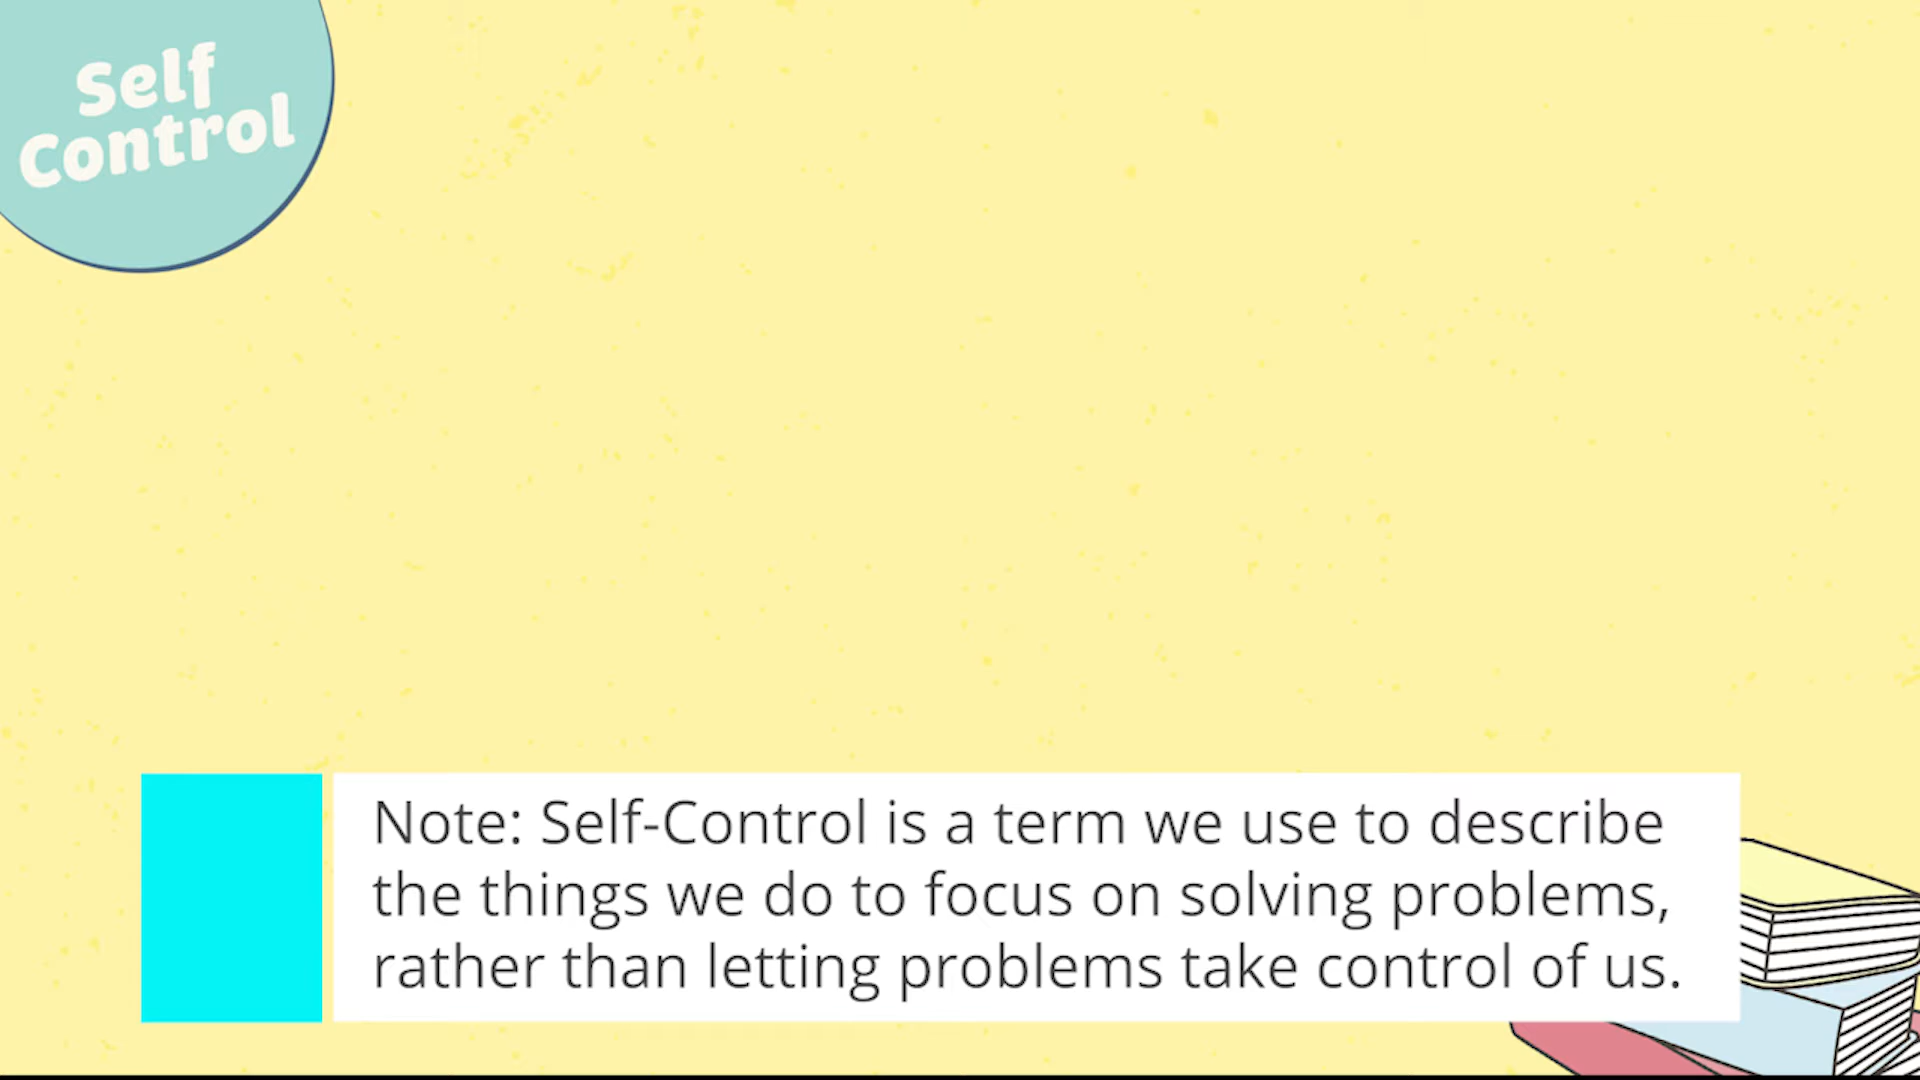 Self
Control
Note: Self-Control is a term we use to describe
the things we do to focus on solving problems,
rather than letting problems take control of us.